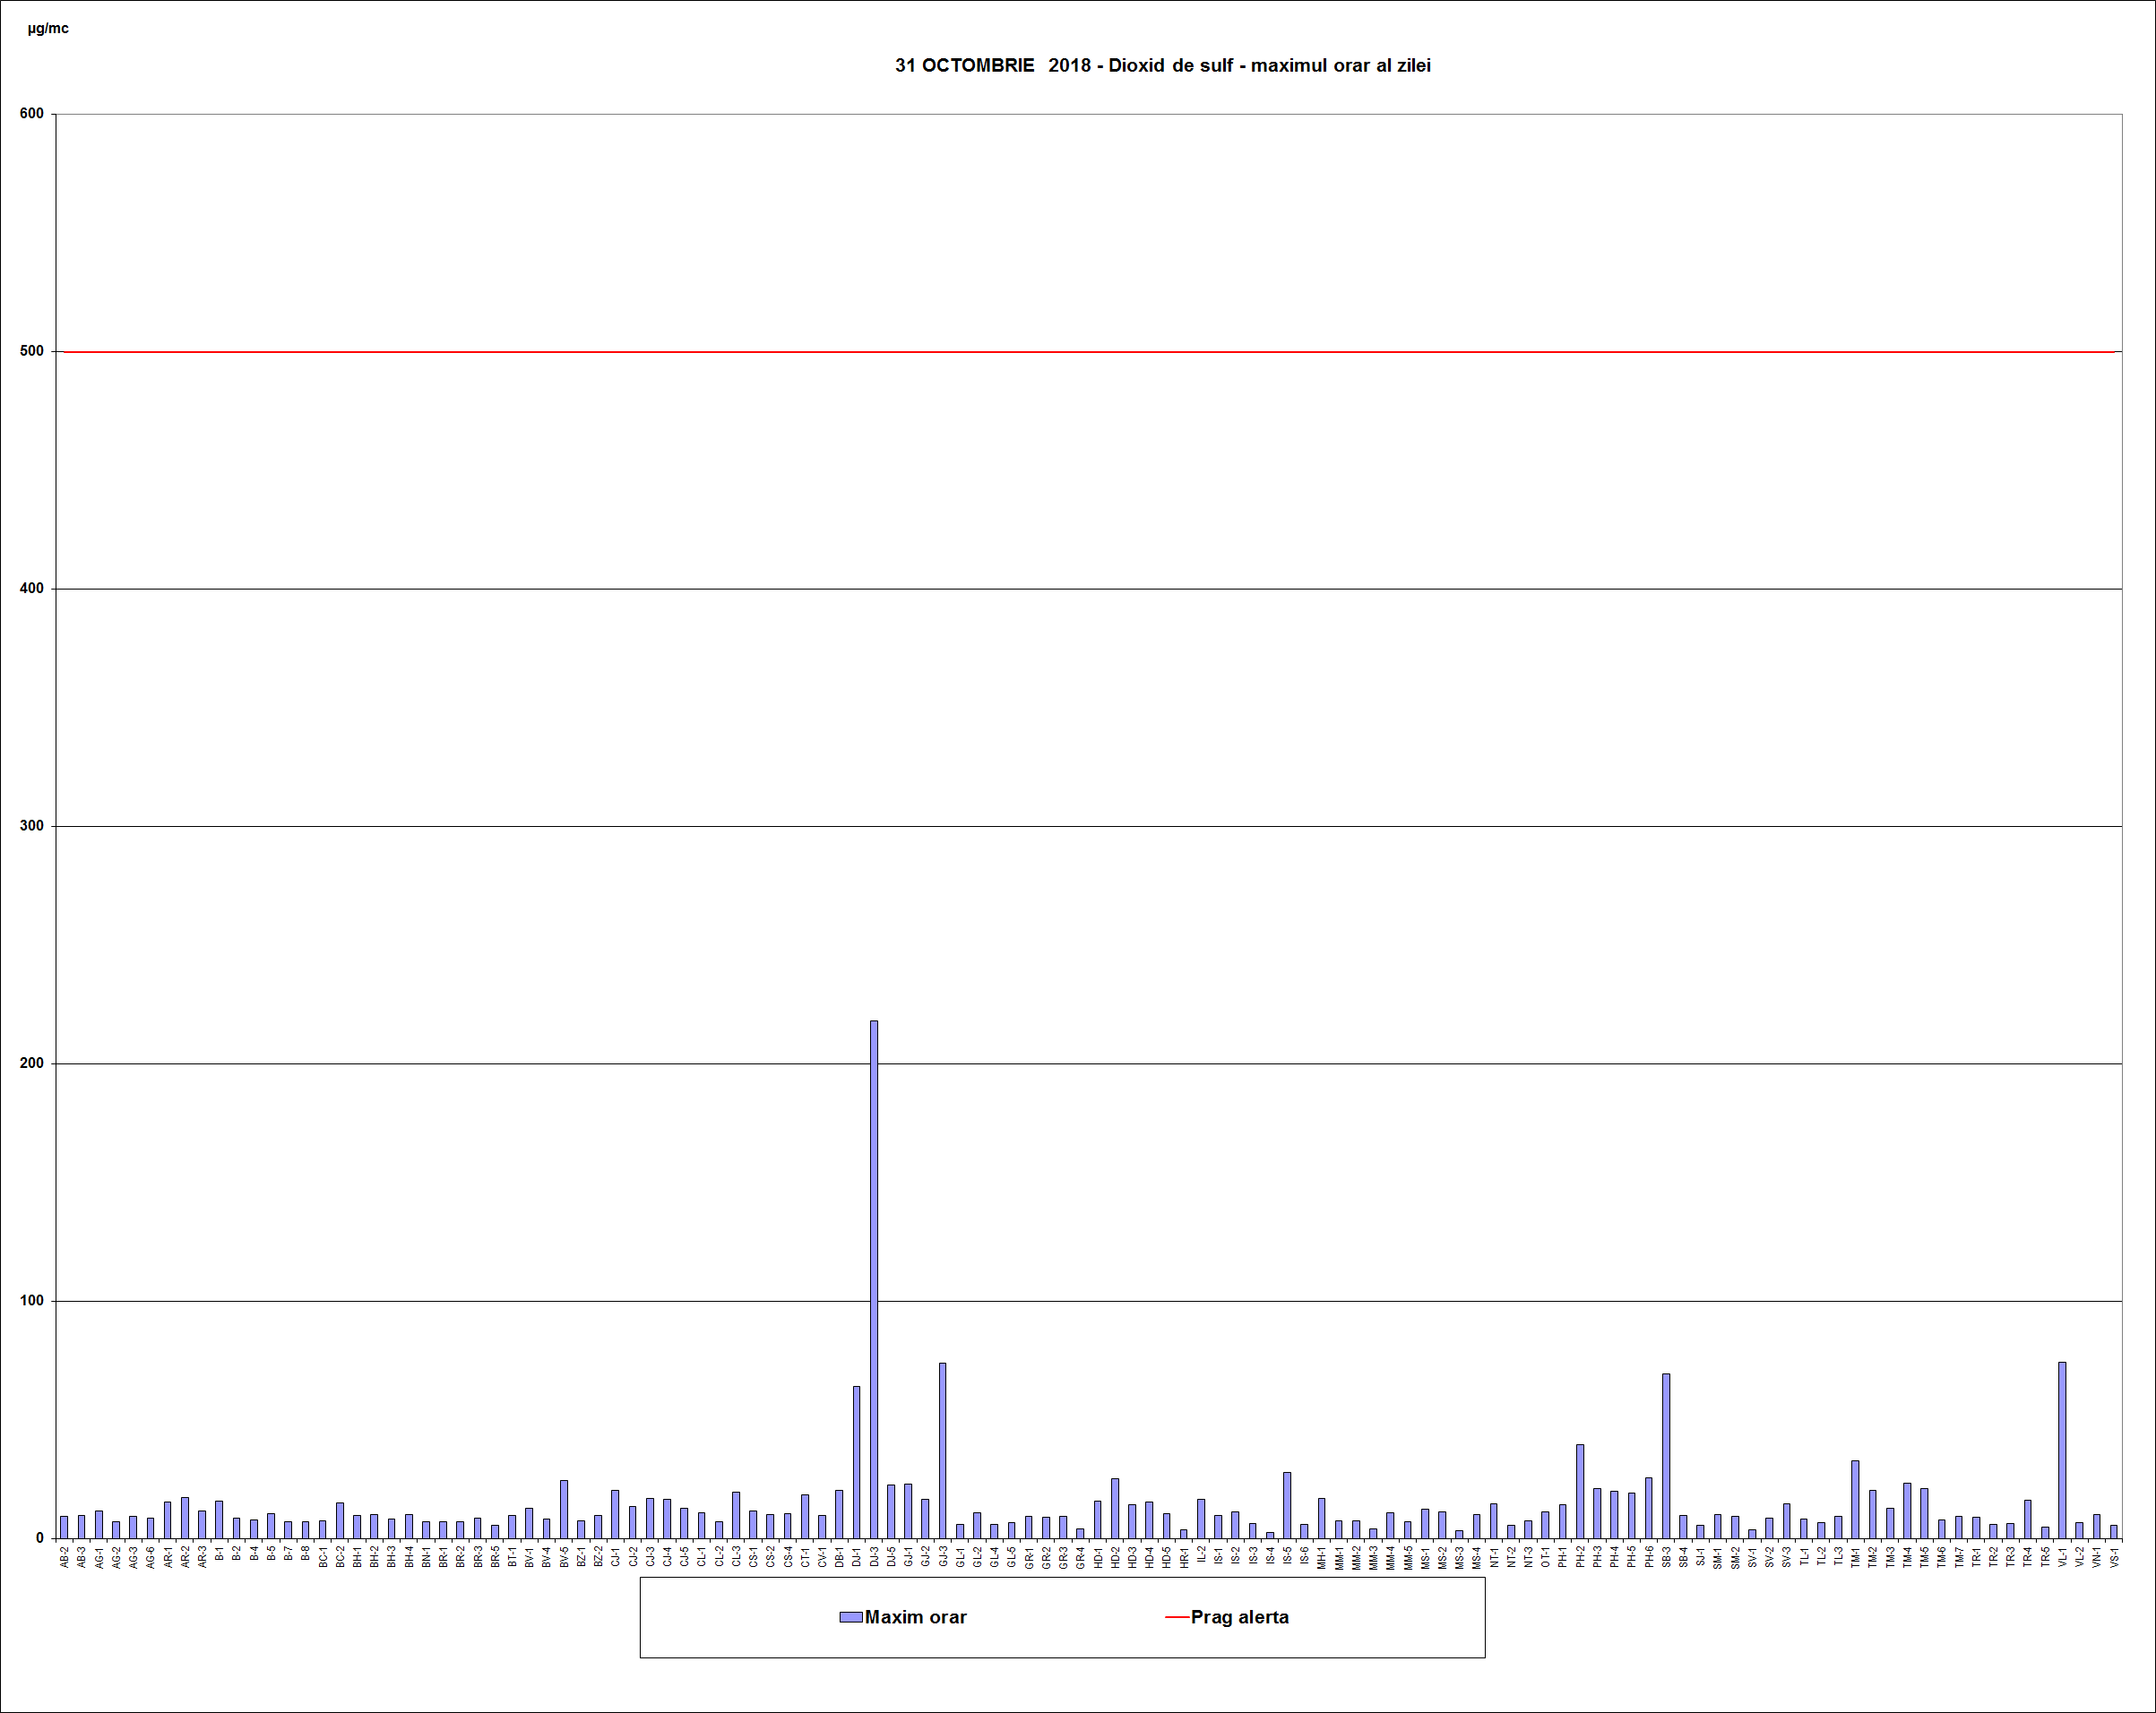 µg/mc
31 OCTOMBRIE 2018 - Dioxid de sulf - maximul orar al zilei
600
500
400
300
200
100
0
AB-2 AB-3 AG-1 AG-2 AG-3 AG-6 AR-1 AR-2 AR-3 B-1 B-2 B-4 B-5 B-7 B-8 BC-1 BC-2 BH-1 BH-2 BH-3 BH-4 BN-1 BR-1 BR-2 BR-3 BR-5 BT-1 BV-1 BV-4 BV-5 BZ-1 BZ-2 CJ-1 CJ-2 CJ-3 CJ-4 CJ-5 CL-1 CL-2 CL-3 CS-1 CS-2 CS-4 CT-1 CV-1 DB-1 DJ-1 DJ-3 DJ-5 GJ-1 GJ-2 GJ-3 GL-1 GL-2 GL-4 GL-5 GR-1 GR-2 GR-3 GR-4 HD-1 HD-2 HD-3 HD-4 HD-5 HR-1 IL-2 IS-1 IS-2 IS-3 IS-4 IS-5 IS-6 MH-1 MM-1 MM-2 MM-3 MM-4 MM-5 MS-1 MS-2 MS-3 MS-4 NT-1 NT-2 NT-3 OT-1 PH-1 PH-2 PH-3 PH-4 PH-5 PH-6 SB-3 SB-4 SJ-1 SM-1 SM-2 SV-1 SV-2 SV-3 TL-1 TL-2 TL-3 TM-1 TM-2 TM-3 TM-4 TM-5 TM-6 TM-7 TR-1 TR-2 TR-3 TR-4 TR-5 VL-1 VL-2 VN-1 VS-1
Maxim orar
Prag alerta